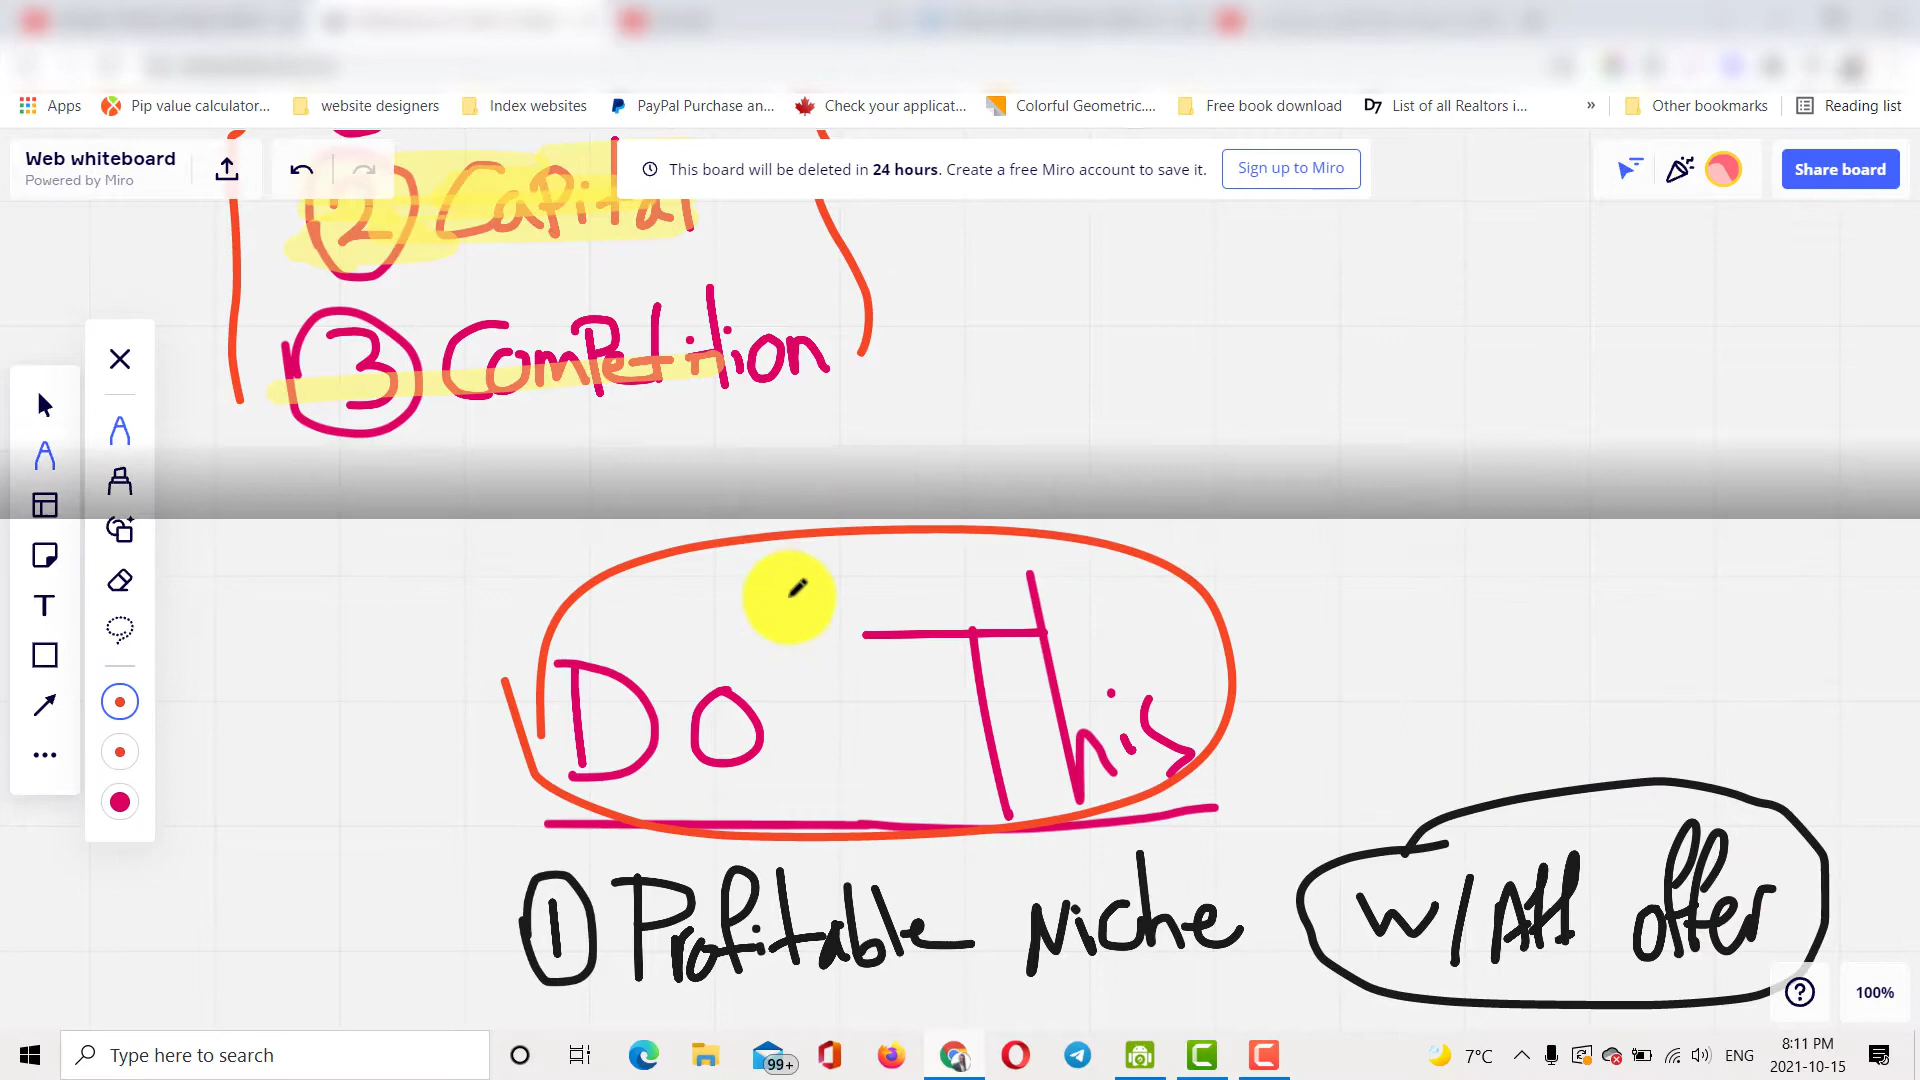 Apps Pip value calculator... website designers Index websites PayPal Purchase an... Check your applicat... Colorful Geometric.... Free book download D7 List of all Realtors i... » Other bookmarks Reading list
Web whiteboard
Powered by Miro
This board will be deleted in 24 hours. Create a free Miro account to save it. Sign up to Miro
Share board
2 Capital
3 Competition
Do This
1 Profitable Niche w/ Aff offer
100%
Type here to search
99+
7°C
ENG
8:11 PM
2021-10-15